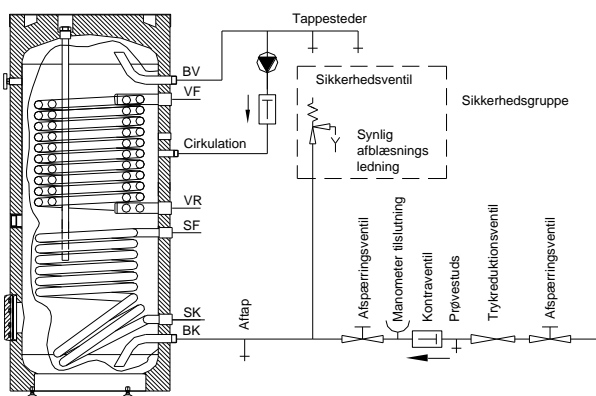 Tappesteder
BV
VF
Sikkerhedsventil
Sikkerhedsgruppe
Synlig
afblæsnings
ledning
Cirkulation
VR
SF
SK
BK
Aftap
Afspærringsventil
Manometer tilslutning
Kontraventil
Prøvestuds
Trykreduktionsventil
Afspærringsventil